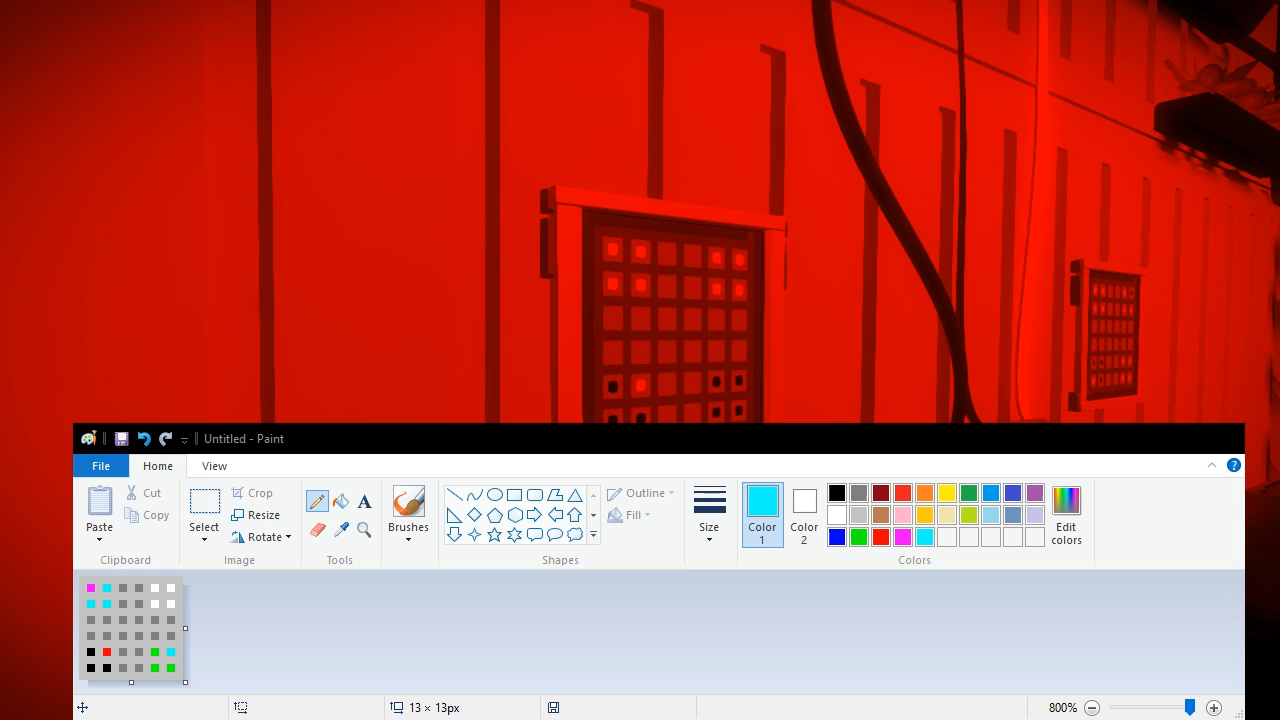 Untitled - Paint
File Home View
Paste
Cut
Copy
Clipboard
Select
Crop
Resize
Rotate
Image
A
Tools
Brushes
Outline
Fill
Shapes
Size
Color
1
Color
2
Edit
colors
Colors
13 × 13px
800%